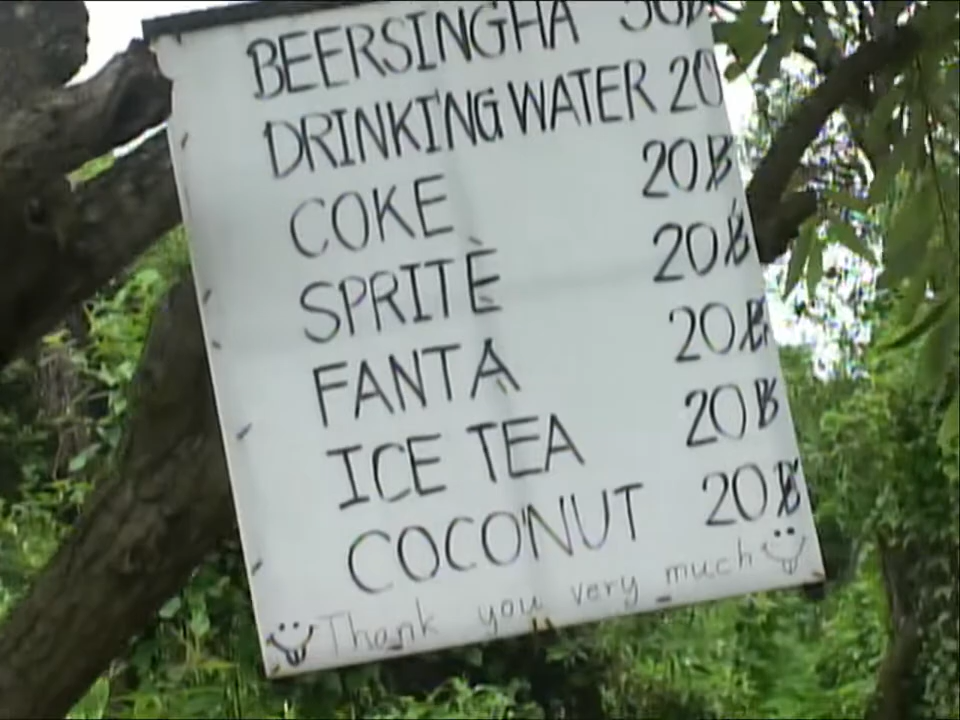 BEERSINGHA 50฿
DRINKING WATER 20
COKE 20฿
SPRITE 20฿
FANTA 20฿
ICE TEA 20฿
COCONUT 20฿
Thank you very much